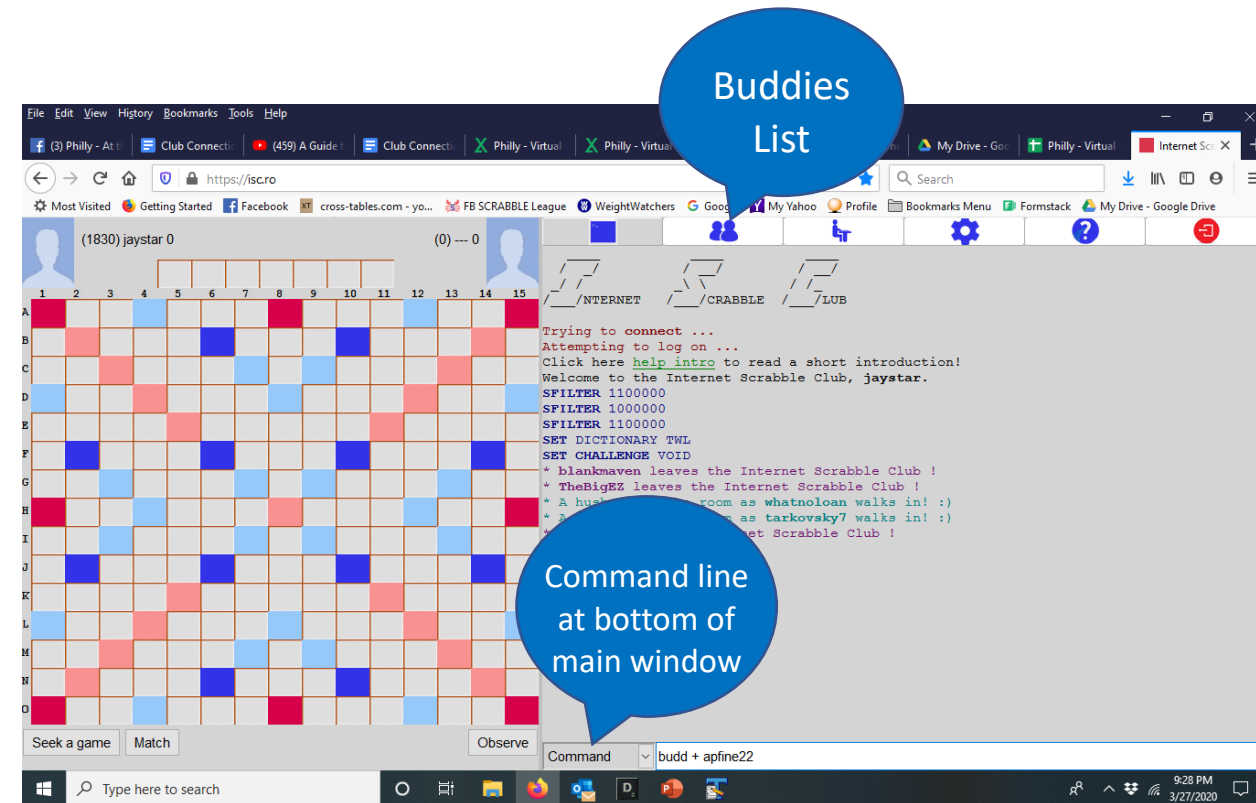 Buddies
List
File Edit View History Bookmarks Tools Help
(3) Philly - At t Club Connecti (459) A Guide t Club Connecti Philly - Virtual Philly - Virtual My Drive - Goo Philly - Virtual Internet Scr
https://isc.ro Search
Most Visited Getting Started Facebook cross-tables.com - yo... FB SCRABBLE League WeightWatchers Goog My Yahoo Profile Bookmarks Menu Formstack My Drive - Google Drive
(1830) jaystar 0 (0) --- 0
1 2 3 4 5 6 7 8 9 10 11 12 13 14 15
A
B
C
D
E
F
G
H
I
J
K
L
M
N
O
/___/NTERNET /___/CRABBLE /___/LUB
Trying to connect ...
Attempting to log on ...
Click here help intro to read a short introduction!
Welcome to the Internet Scrabble Club, jaystar.
SFILTER 1100000
SFILTER 1000000
SFILTER 1100000
SET DICTIONARY TWL
SET CHALLENGE VOID
* blankmaven leaves the Internet Scrabble Club !
* TheBigEZ leaves the Internet Scrabble Club !
* A hush room as whatnoloan walks in! :)
* A room as tarkovsky7 walks in! :)
* et Scrabble Club !
Command line
at bottom of
main window
Seek a game Match Observe
Command budd + apfine22
Type here to search
9:28 PM
3/27/2020